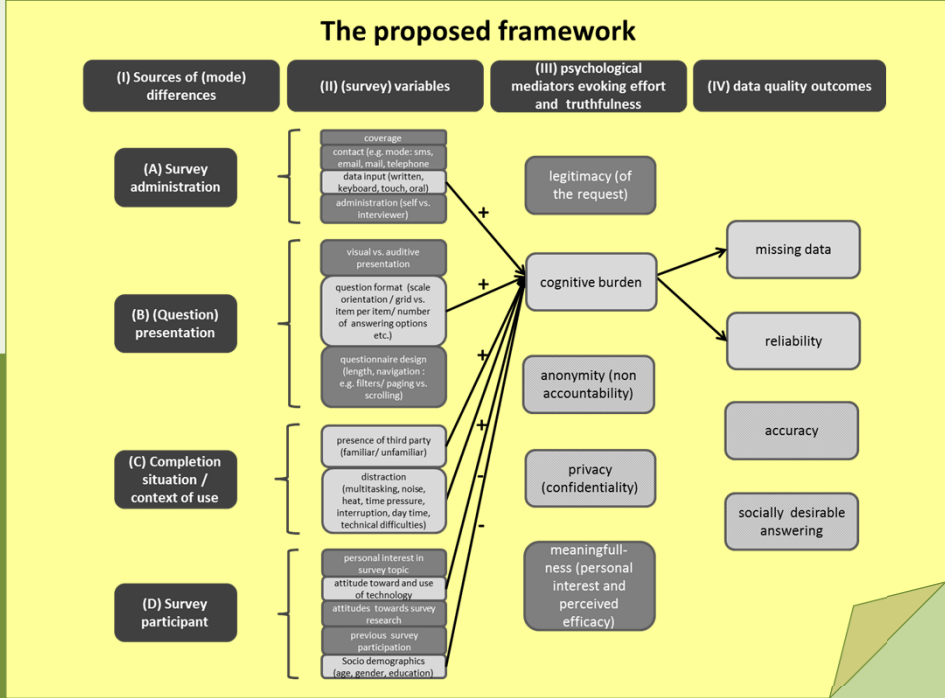 The proposed framework
(I) Sources of (mode)
differences
(II) (survey) variables
(III) psychological
mediators evoking effort
and truthfulness
(IV) data quality outcomes
(A) Survey
administration
coverage
contact (e.g. mode: sms,
email, mail, telephone
data input (written,
keyboard, touch, oral)
administration (self vs.
interviewer)
(B) (Question)
presentation
visual vs. auditive
presentation
question format (scale
orientation / grid vs.
item per item/ number
of answering options
etc.)
questionnaire design
(length, navigation :
e.g. filters/ paging vs.
scrolling)
(C) Completion
situation /
context of use
presence of third party
(familiar/ unfamiliar)
distraction
(multitasking, noise,
heat, time pressure,
interruption, day time,
technical difficulties)
(D) Survey
participant
personal interest in
survey topic
attitude toward and use
of technology
attitudes towards survey
research
previous survey
participation
Socio demographics
(age, gender, education)
+
+
+
+
-
-
legitimacy (of
the request)
cognitive burden
anonymity (non
accountability)
privacy
(confidentiality)
meaningfull-
ness (personal
interest and
perceived
efficacy)
missing data
reliability
accuracy
socially desirable
answering